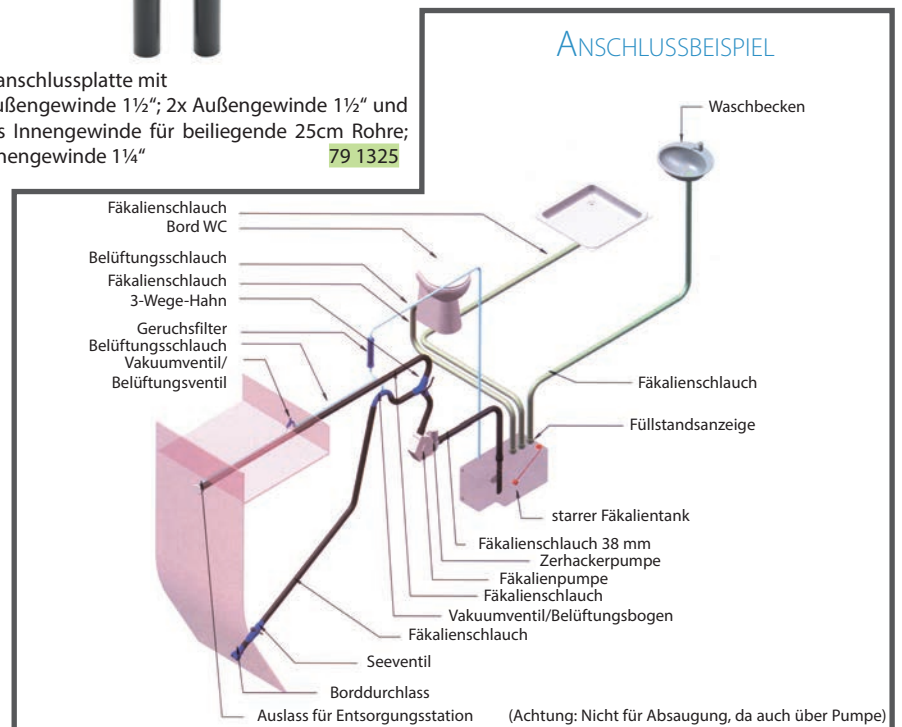 ANSCHLUSSBEISPIEL
anschlussplatte mit
ußengewinde 1½“; 2x Außengewinde 1½“ und
s Innengewinde für beiliegende 25cm Rohre;
nengewinde 1¼“ 79 1325
Waschbecken
Fäkalienschlauch
Bord WC
Belüftungsschlauch
Fäkalienschlauch
3-Wege-Hahn
Geruchsfilter
Belüftungsschlauch
Vakuumventil/
Belüftungsventil
Fäkalienschlauch
Füllstandsanzeige
starrer Fäkalientank
Fäkalienschlauch 38 mm
Zerhackerpumpe
Fäkalienpumpe
Fäkalienschlauch
Vakuumventil/Belüftungsbogen
Fäkalienschlauch
Seeventil
Borddurchlass
Auslass für Entsorgungsstation (Achtung: Nicht für Absaugung, da auch über Pumpe)